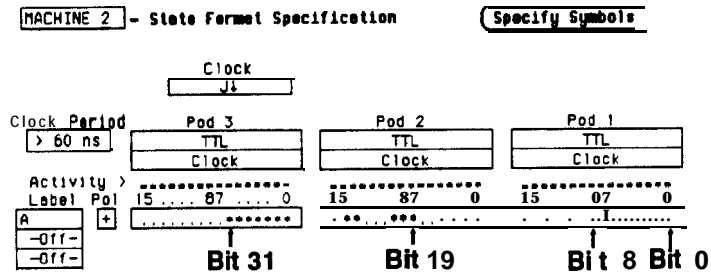 MACHINE 2 - State Format Specification Specify Symbols
Clock
J↓
Clock Period Pod 3 Pod 2 Pod 1
> 60 ns TTL TTL TTL
Clock Clock Clock
Activity >
Label Pol 15 .... 87 .... 0 15 87 0 15 07 0
A +
-Off-
-Off-
Bit 31 Bit 19 Bit 8 Bit 0